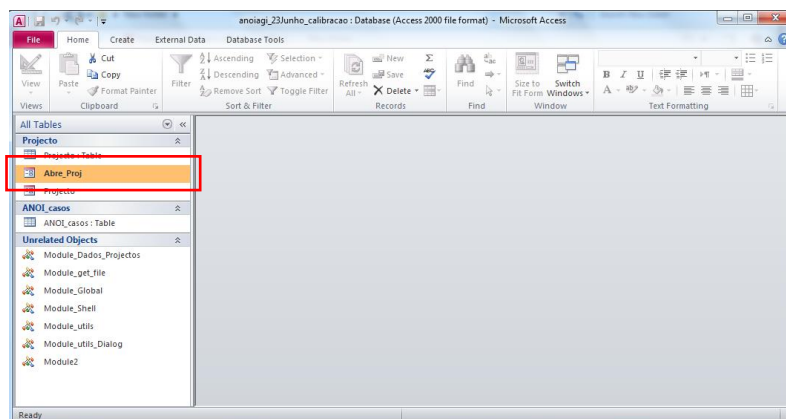 anoiagi_23Junho_calibracao : Database (Access 2000 file format) - Microsoft Access
File Home Create External Data Database Tools
View
Views
Paste
Cut
Copy
Format Painter
Clipboard
Filter
Ascending
Descending
Remove Sort
Selection
Advanced
Toggle Filter
Sort & Filter
Refresh All
New
Save
Delete
Records
Find
Find
Size to Fit Form
Switch Windows
Window
B I U
A
Text Formatting
All Tables
Projecto
Projecto : Table
Abre_Proj
Projecto
ANOI_casos
ANOI_casos : Table
Unrelated Objects
Module_Dados_Projectos
Module_get_file
Module_Global
Module_Shell
Module_utils
Module_utils_Dialog
Module2
Ready